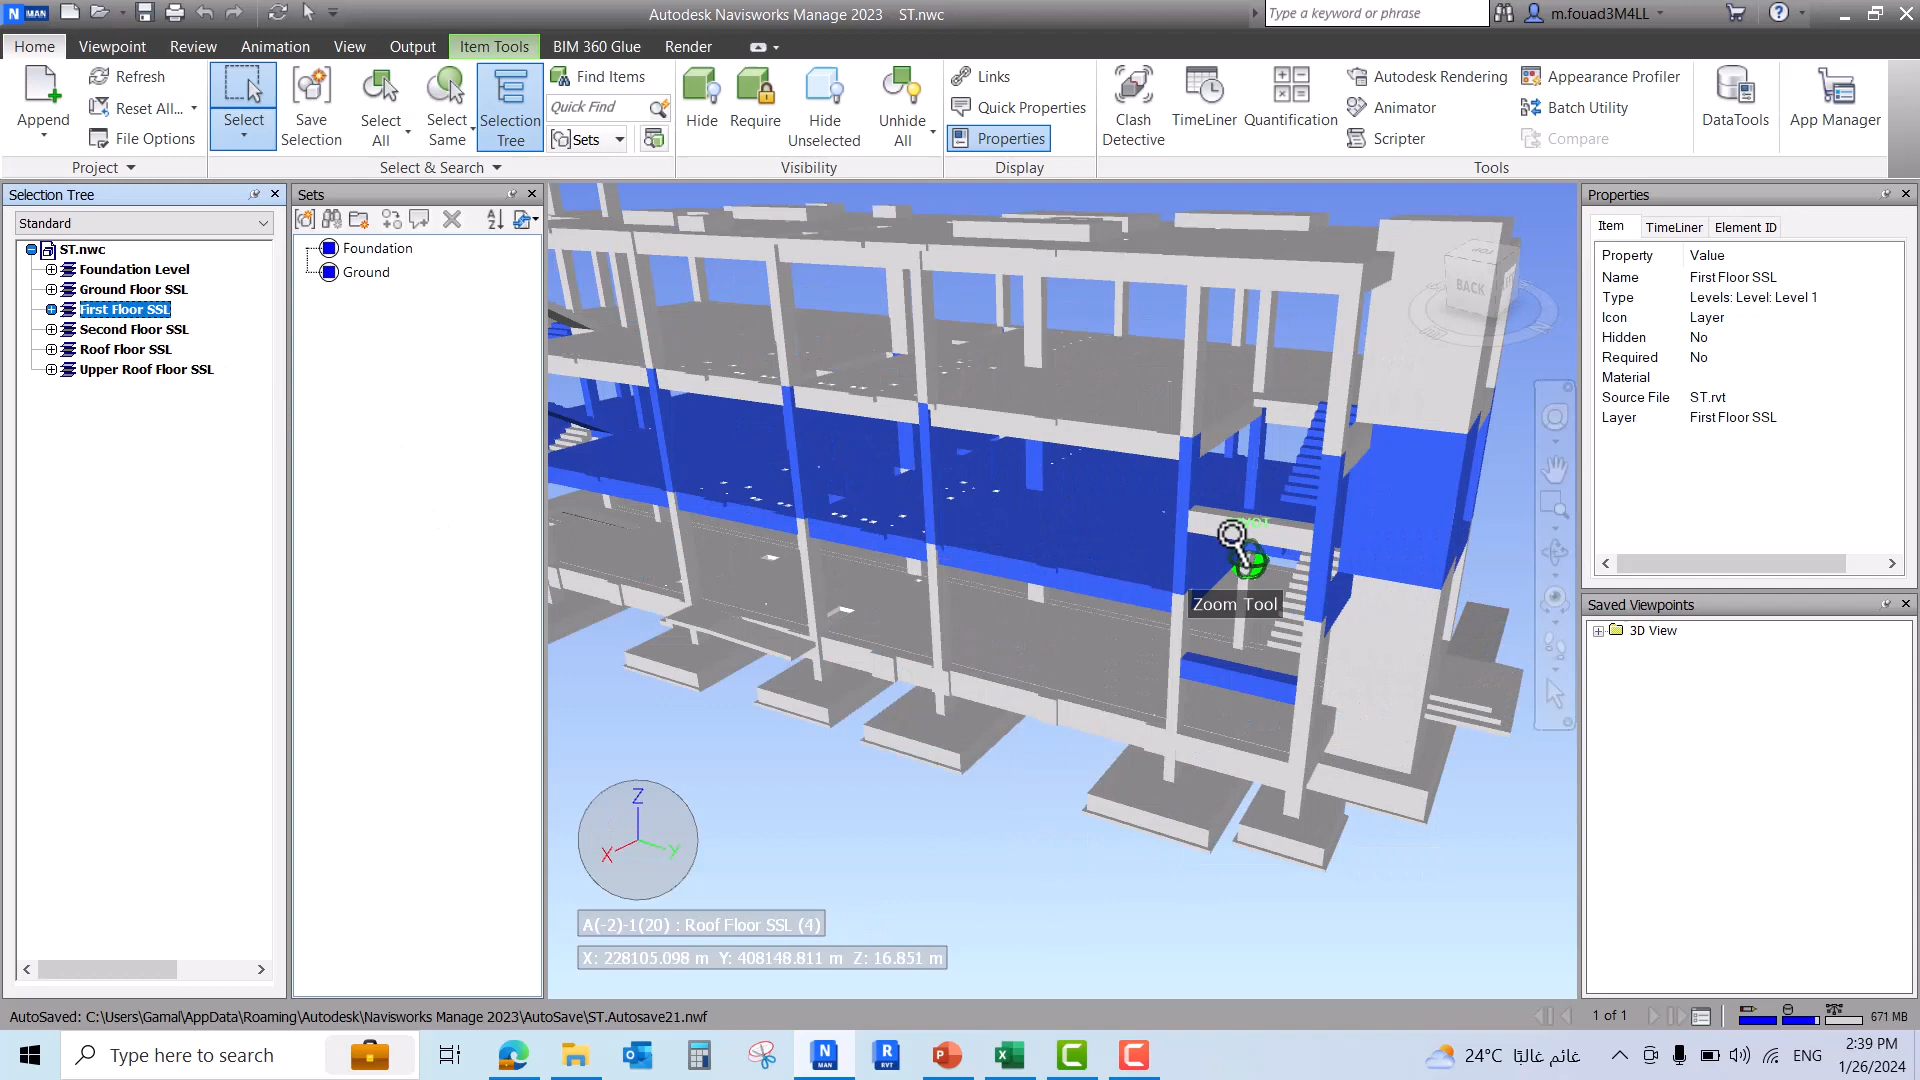 N MAN
Autodesk Navisworks Manage 2023 ST.nwc
Type a keyword or phrase
m.fouad3M4LL
Home Viewpoint Review Animation View Output Item Tools BIM 360 Glue Render
Append
Refresh
Reset All...
File Options
Project
Select
Save Selection
Select All
Select Same
Selection Tree
Find Items
Quick Find
Sets
Select & Search
Hide
Require
Hide Unselected
Unhide All
Visibility
Links
Quick Properties
Properties
Display
Clash Detective
TimeLiner
Quantification
Autodesk Rendering
Animator
Scripter
Appearance Profiler
Batch Utility
Compare
Tools
DataTools
App Manager
Selection Tree
Standard
ST.nwc
Foundation Level
Ground Floor SSL
First Floor SSL
Second Floor SSL
Roof Floor SSL
Upper Roof Floor SSL
Sets
Foundation
Ground
BACK
Zoom Tool
Z
X
Y
A(-2)-1(20) : Roof Floor SSL (4)
X: 228105.098 m Y: 408148.811 m Z: 16.851 m
Properties
Item TimeLiner Element ID
Property Value
Name First Floor SSL
Type Levels: Level: Level 1
Icon Layer
Hidden No
Required No
Material
Source File ST.rvt
Layer First Floor SSL
Saved Viewpoints
3D View
AutoSaved: C:\Users\Gamal\AppData\Roaming\Autodesk\Navisworks Manage 2023\AutoSave\ST.Autosave21.nwf
1 of 1
671 MB
Type here to search
24°C غائم غالبًا
ENG
2:39 PM
1/26/2024